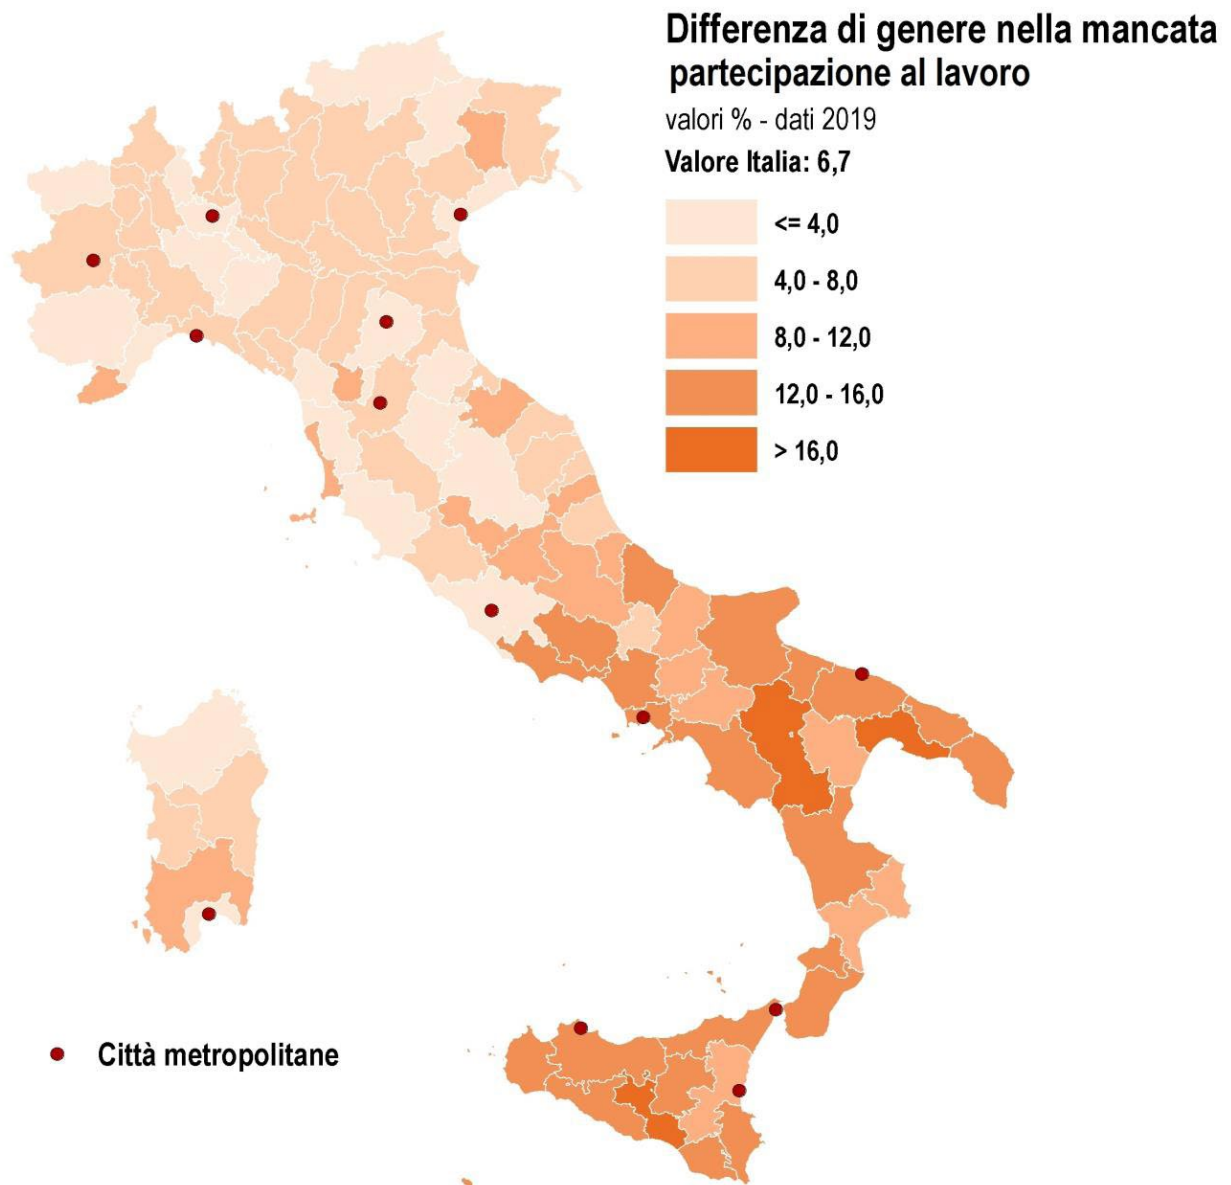 Differenza di genere nella mancata
partecipazione al lavoro
valori % - dati 2019
Valore Italia: 6,7
<= 4,0
4,0 - 8,0
8,0 - 12,0
12,0 - 16,0
> 16,0
Città metropolitane